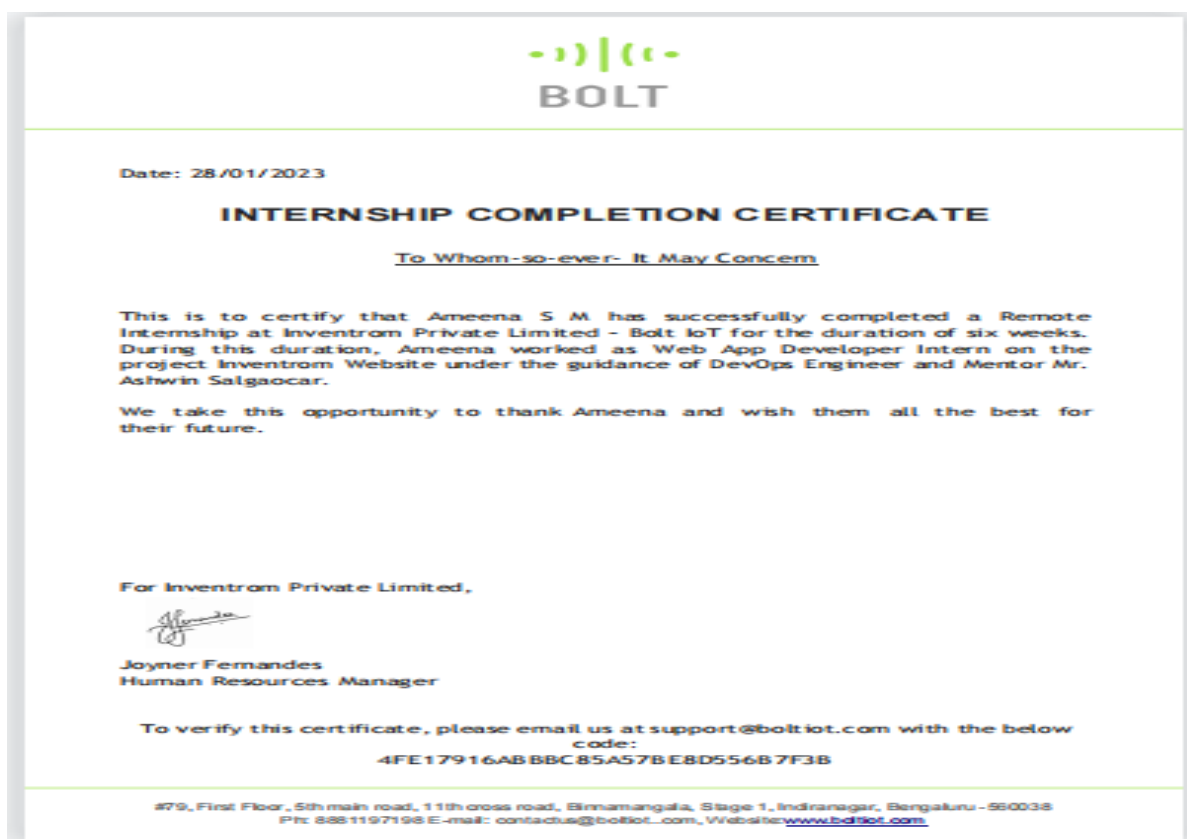 BOLT
Date: 28/01/2023
INTERNSHIP COMPLETION CERTIFICATE
To Whom-so-ever- It May Concern
This is to certify that Ameena S M has successfully completed a Remote
Internship at Inventrom Private Limited - Bolt IoT for the duration of six weeks.
During this duration, Ameena worked as Web App Developer Intern on the
project Inventrom Website under the guidance of DevOps Engineer and Mentor Mr.
Ashwin Salgaocar.
We take this opportunity to thank Ameena and wish them all the best for
their future.
For Inventrom Private Limited,
Joyner Fernandes
Human Resources Manager
To verify this certificate, please email us at support@boltiot.com with the below
code:
4FE17916ABBBC85A57BE8D556B7F3B
#79, First Floor, 5th main road, 11th cross road, Binnamangala, Stage 1, Indiranagar, Bengaluru - 560038
Ph: 8881197198 E-mail: contactus@boltiot..com, Website:www.boltiot.com